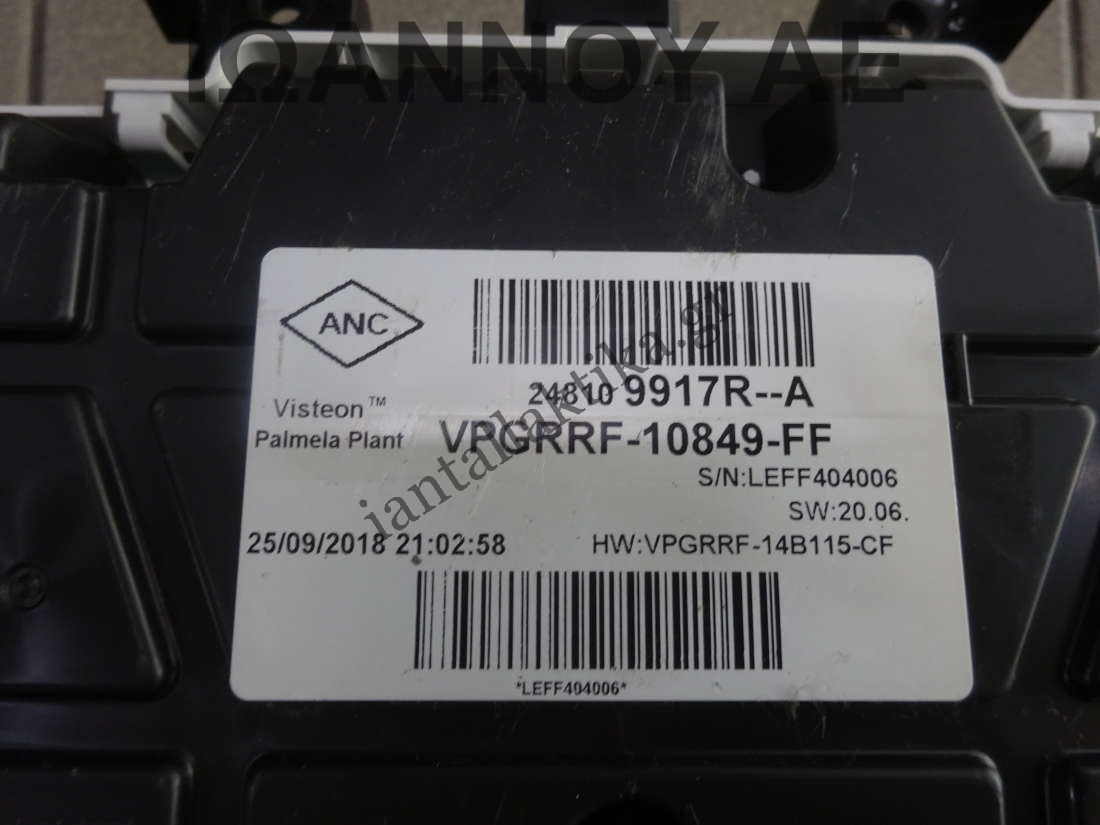 ΙΩΑΝΝΟΥ ΑΕ
ANC
24810 9917R--A
Visteon™
Palmela Plant
VPGRRF-10849-FF
S/N:LEFF404006
SW:20.06.
25/09/2018 21:02:58
HW:VPGRRF-14B115-CF
*LEFF404006*
iantalaktika.gr